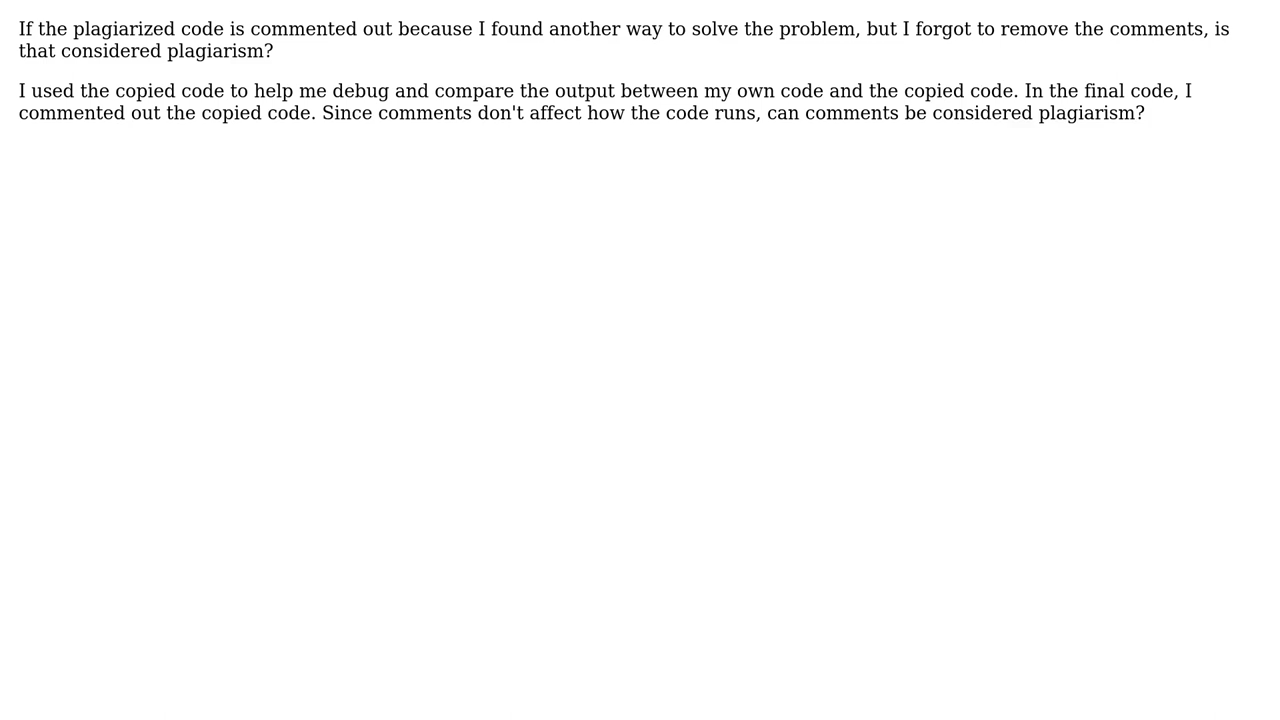 If the plagiarized code is commented out because I found another way to solve the problem, but I forgot to remove the comments, is
that considered plagiarism?
I used the copied code to help me debug and compare the output between my own code and the copied code. In the final code, I
commented out the copied code. Since comments don't affect how the code runs, can comments be considered plagiarism?